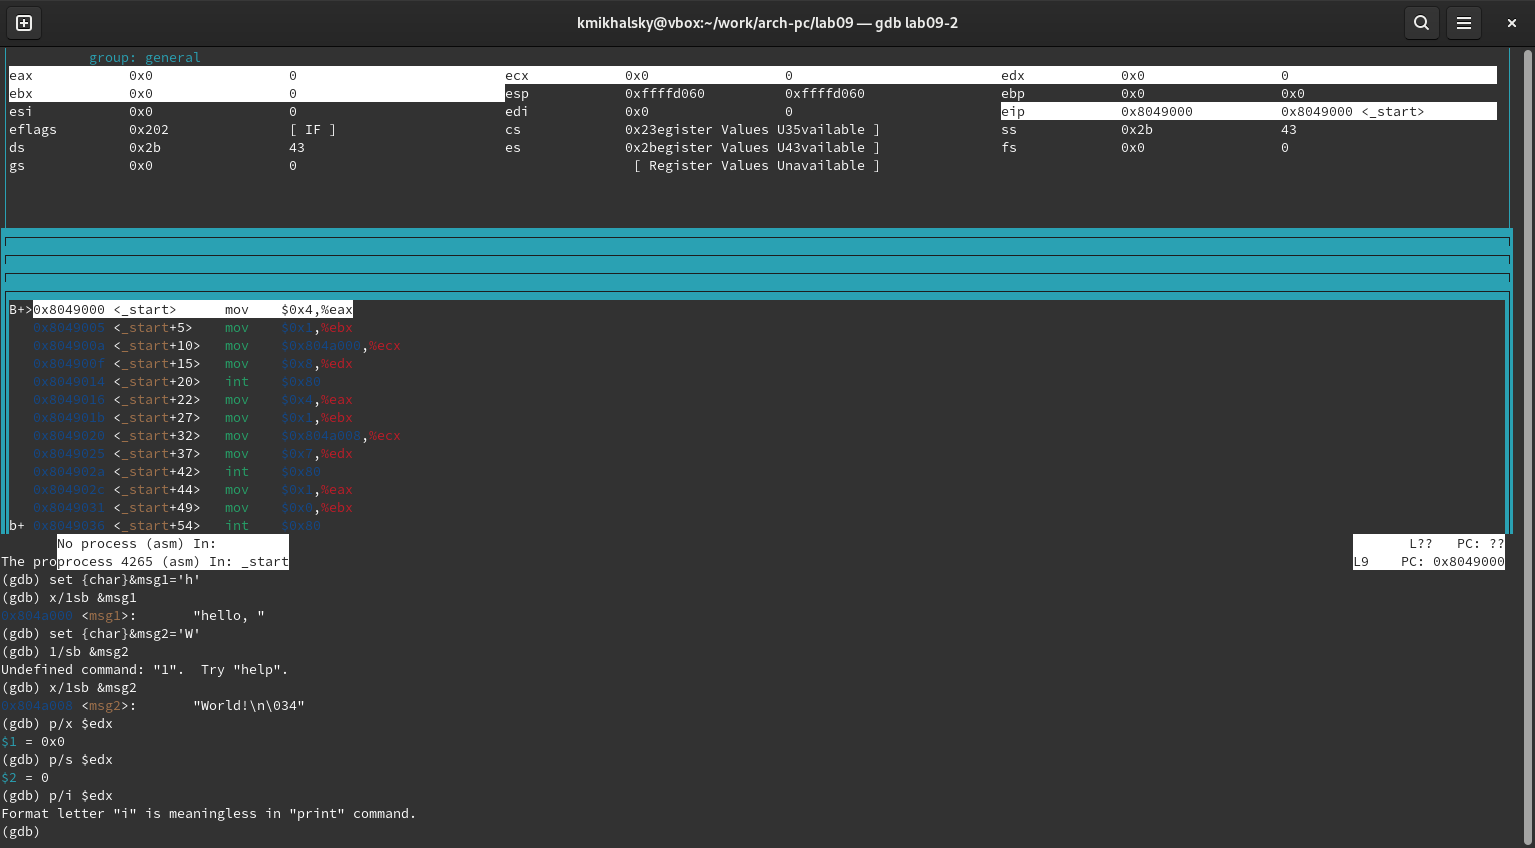 kmikhalsky@vbox:~/work/arch-pc/lab09 — gdb lab09-2
group: general
eax 0x0 0 ecx 0x0 0 edx 0x0 0
ebx 0x0 0 esp 0xffffd060 0xffffd060 ebp 0x0 0x0
esi 0x0 0 edi 0x0 0 eip 0x8049000 0x8049000 <_start>
eflags 0x202 [ IF ] cs 0x23egister Values U35vailable ] ss 0x2b 43
ds 0x2b 43 es 0x2begister Values U43vailable ] fs 0x0 0
gs 0x0 0 [ Register Values Unavailable ]
B+>0x8049000 <_start> mov $0x4,%eax
0x8049005 <_start+5> mov $0x1,%ebx
0x804900a <_start+10> mov $0x804a000,%ecx
0x804900f <_start+15> mov $0x8,%edx
0x8049014 <_start+20> int $0x80
0x8049016 <_start+22> mov $0x4,%eax
0x804901b <_start+27> mov $0x1,%ebx
0x8049020 <_start+32> mov $0x804a008,%ecx
0x8049025 <_start+37> mov $0x7,%edx
0x804902a <_start+42> int $0x80
0x804902c <_start+44> mov $0x1,%eax
0x8049031 <_start+49> mov $0x0,%ebx
b+ 0x8049036 <_start+54> int $0x80
No process (asm) In: L?? PC: ??
The proprocess 4265 (asm) In: _start L9 PC: 0x8049000
(gdb) set {char}&msg1='h'
(gdb) x/1sb &msg1
0x804a000 <msg1>: "hello, "
(gdb) set {char}&msg2='W'
(gdb) 1/sb &msg2
Undefined command: "1". Try "help".
(gdb) x/1sb &msg2
0x804a008 <msg2>: "World!\n\034"
(gdb) p/x $edx
$1 = 0x0
(gdb) p/s $edx
$2 = 0
(gdb) p/i $edx
Format letter "i" is meaningless in "print" command.
(gdb)